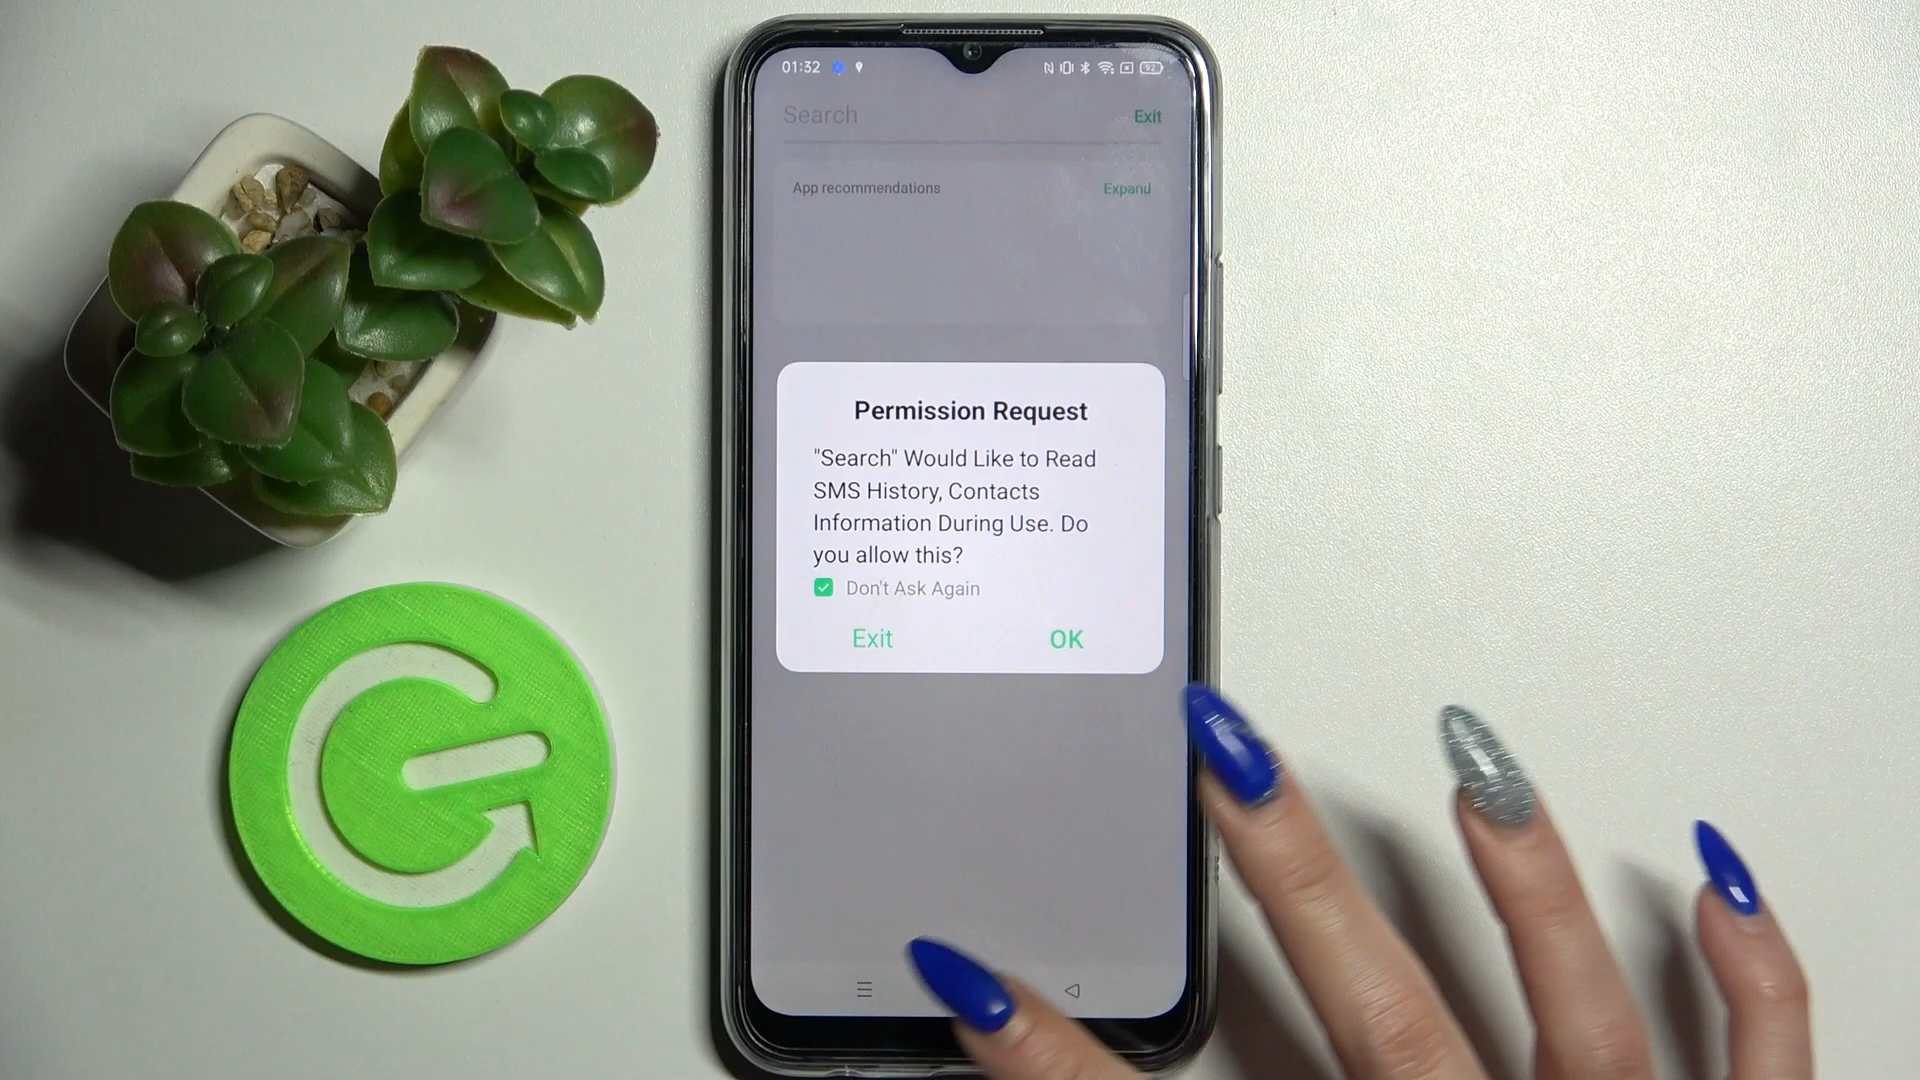 01:32
92
Search
Exit
App recommendations
Expand
Permission Request
"Search" Would Like to Read
SMS History, Contacts
Information During Use. Do
you allow this?
Don't Ask Again
Exit
OK